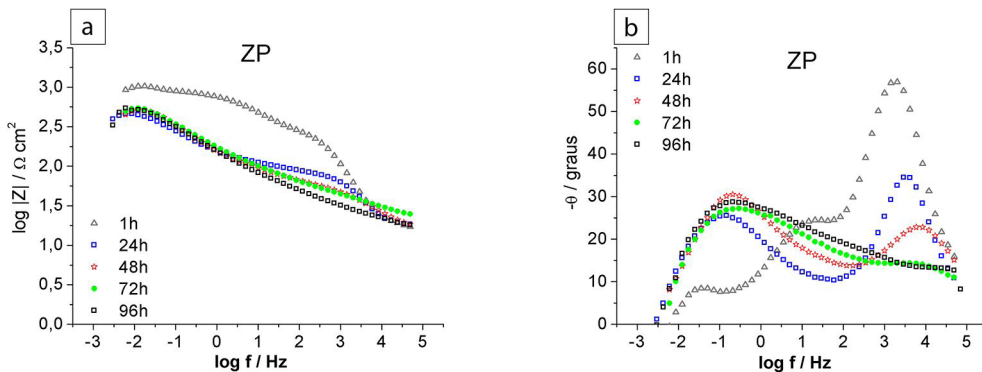 a
ZP
3,5
3,0
2,5
2,0
1,5
1,0
0,5
0,0
log |Z| / Ω cm²
1h
24h
48h
72h
96h
-3 -2 -1 0 1 2 3 4 5
log f / Hz
b
ZP
1h
24h
48h
72h
96h
60
50
40
30
20
10
0
-θ / graus
-3 -2 -1 0 1 2 3 4 5
log f / Hz